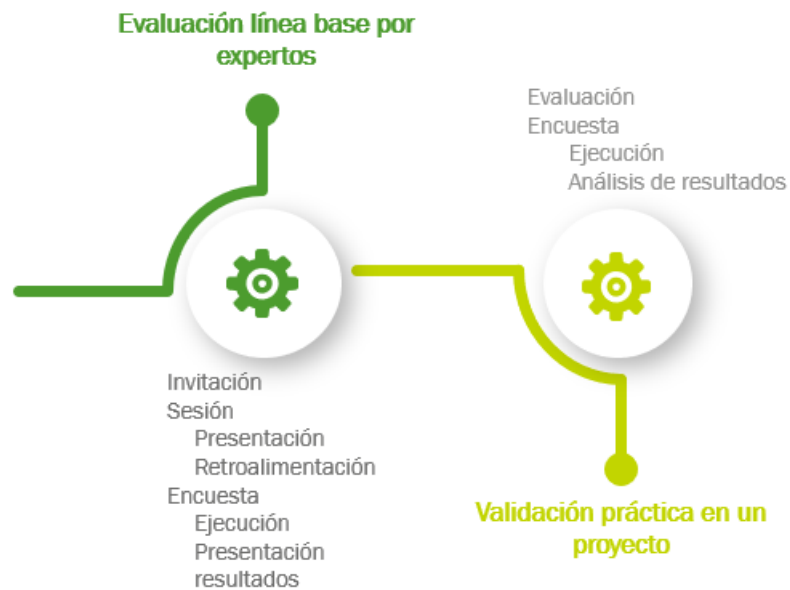 Evaluación línea base por
expertos
Invitación
Sesión
Presentación
Retroalimentación
Encuesta
Ejecución
Presentación
resultados
Evaluación
Encuesta
Ejecución
Análisis de resultados
Validación práctica en un
proyecto